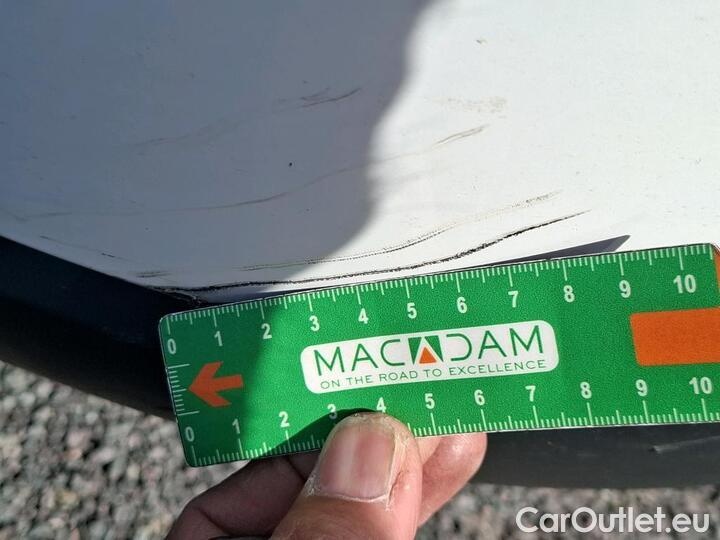 0 1 2 3 4 5 6 7 8 9 10
MACADAM
ON THE ROAD TO EXCELLENCE
0 1 2 3 4 5 6 7 8 9 10
CarOutlet.eu